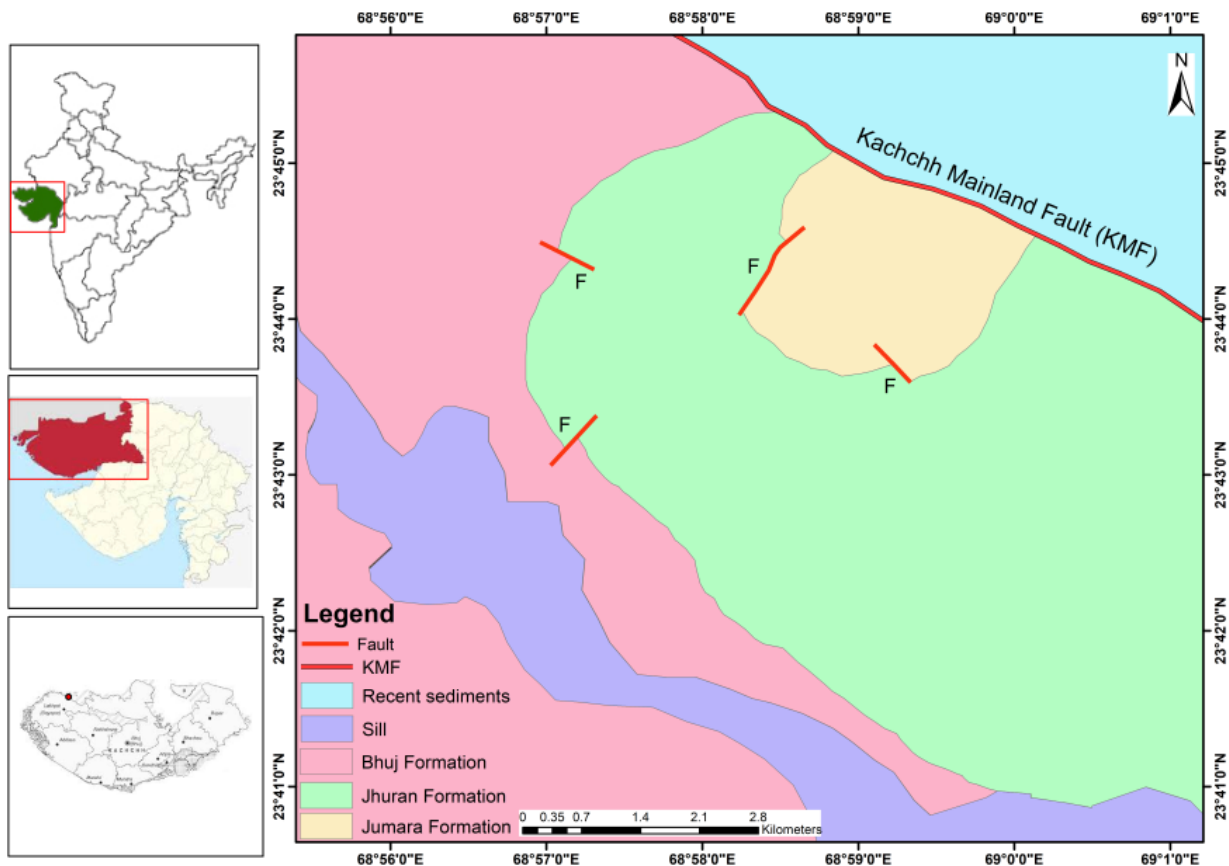 68°56'0"E 68°57'0"E 68°58'0"E 68°59'0"E 69°0'0"E 69°1'0"E
N
23°45'0"N
23°45'0"N
Kachchh Mainland Fault (KMF)
F
F
23°44'0"N
23°44'0"N
F
F
23°43'0"N
23°43'0"N
23°42'0"N
23°42'0"N
Legend
Fault
KMF
Recent sediments
Sill
Bhuj Formation
Jhuran Formation
Jumara Formation
23°41'0"N
23°41'0"N
0 0.35 0.7 1.4 2.1 2.8
Kilometers
68°56'0"E 68°57'0"E 68°58'0"E 68°59'0"E 69°0'0"E 69°1'0"E
KACHCHH